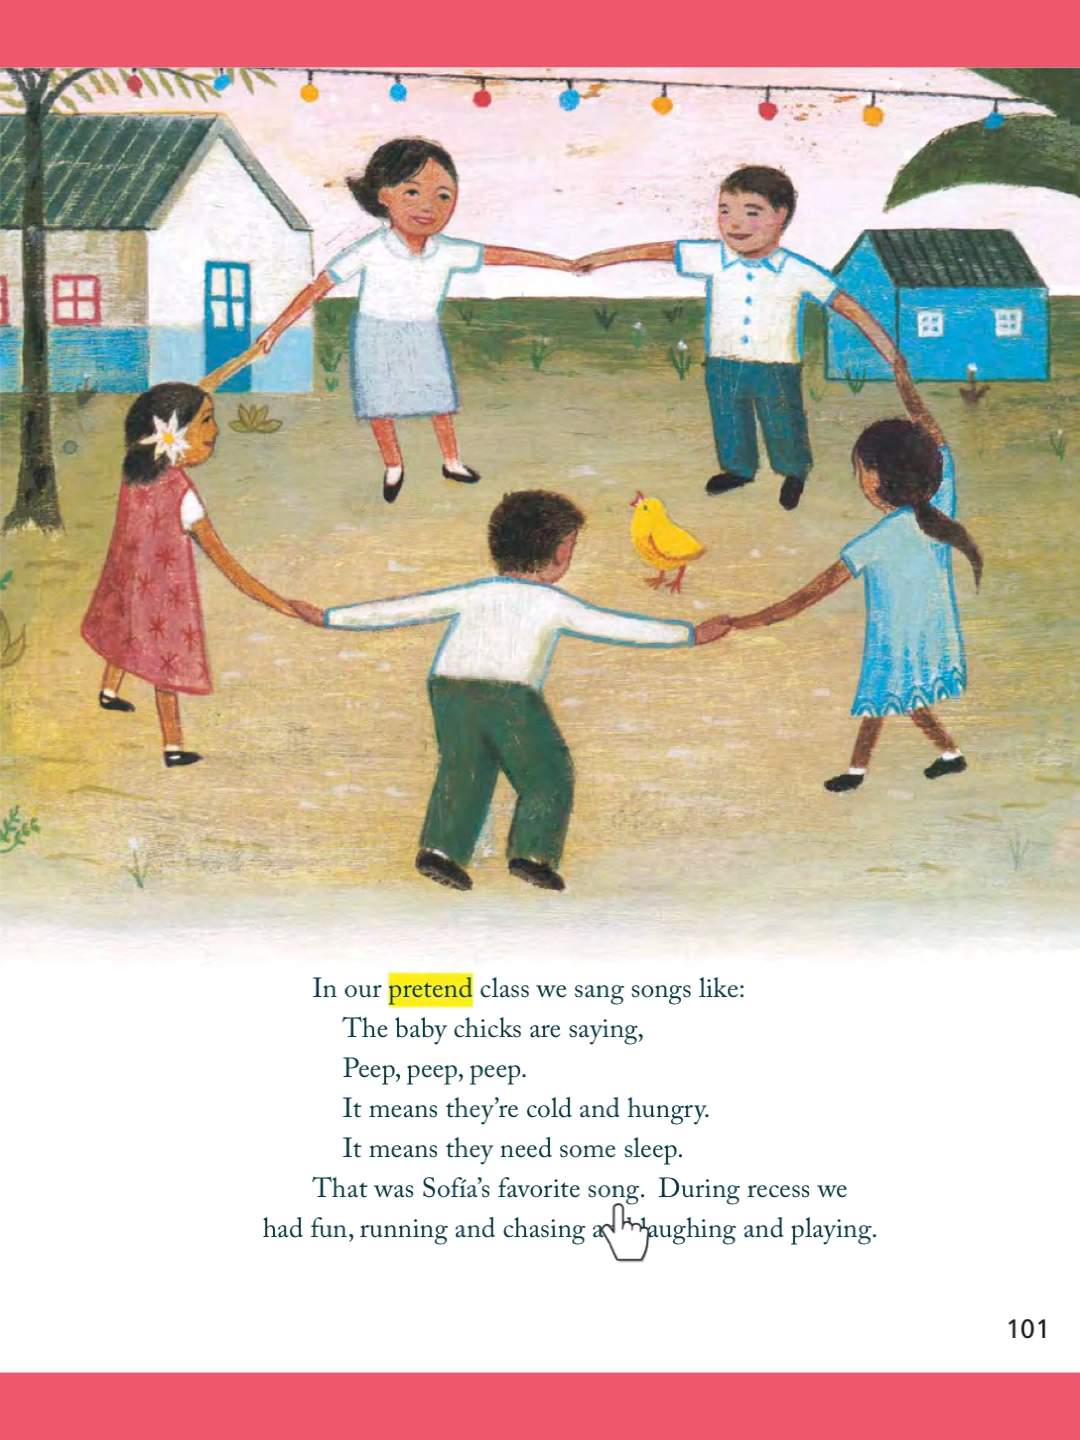 In our pretend class we sang songs like:
The baby chicks are saying,
Peep, peep, peep.
It means they're cold and hungry.
It means they need some sleep.
That was Sofía's favorite song. During recess we
had fun, running and chasing laughing and playing.
101